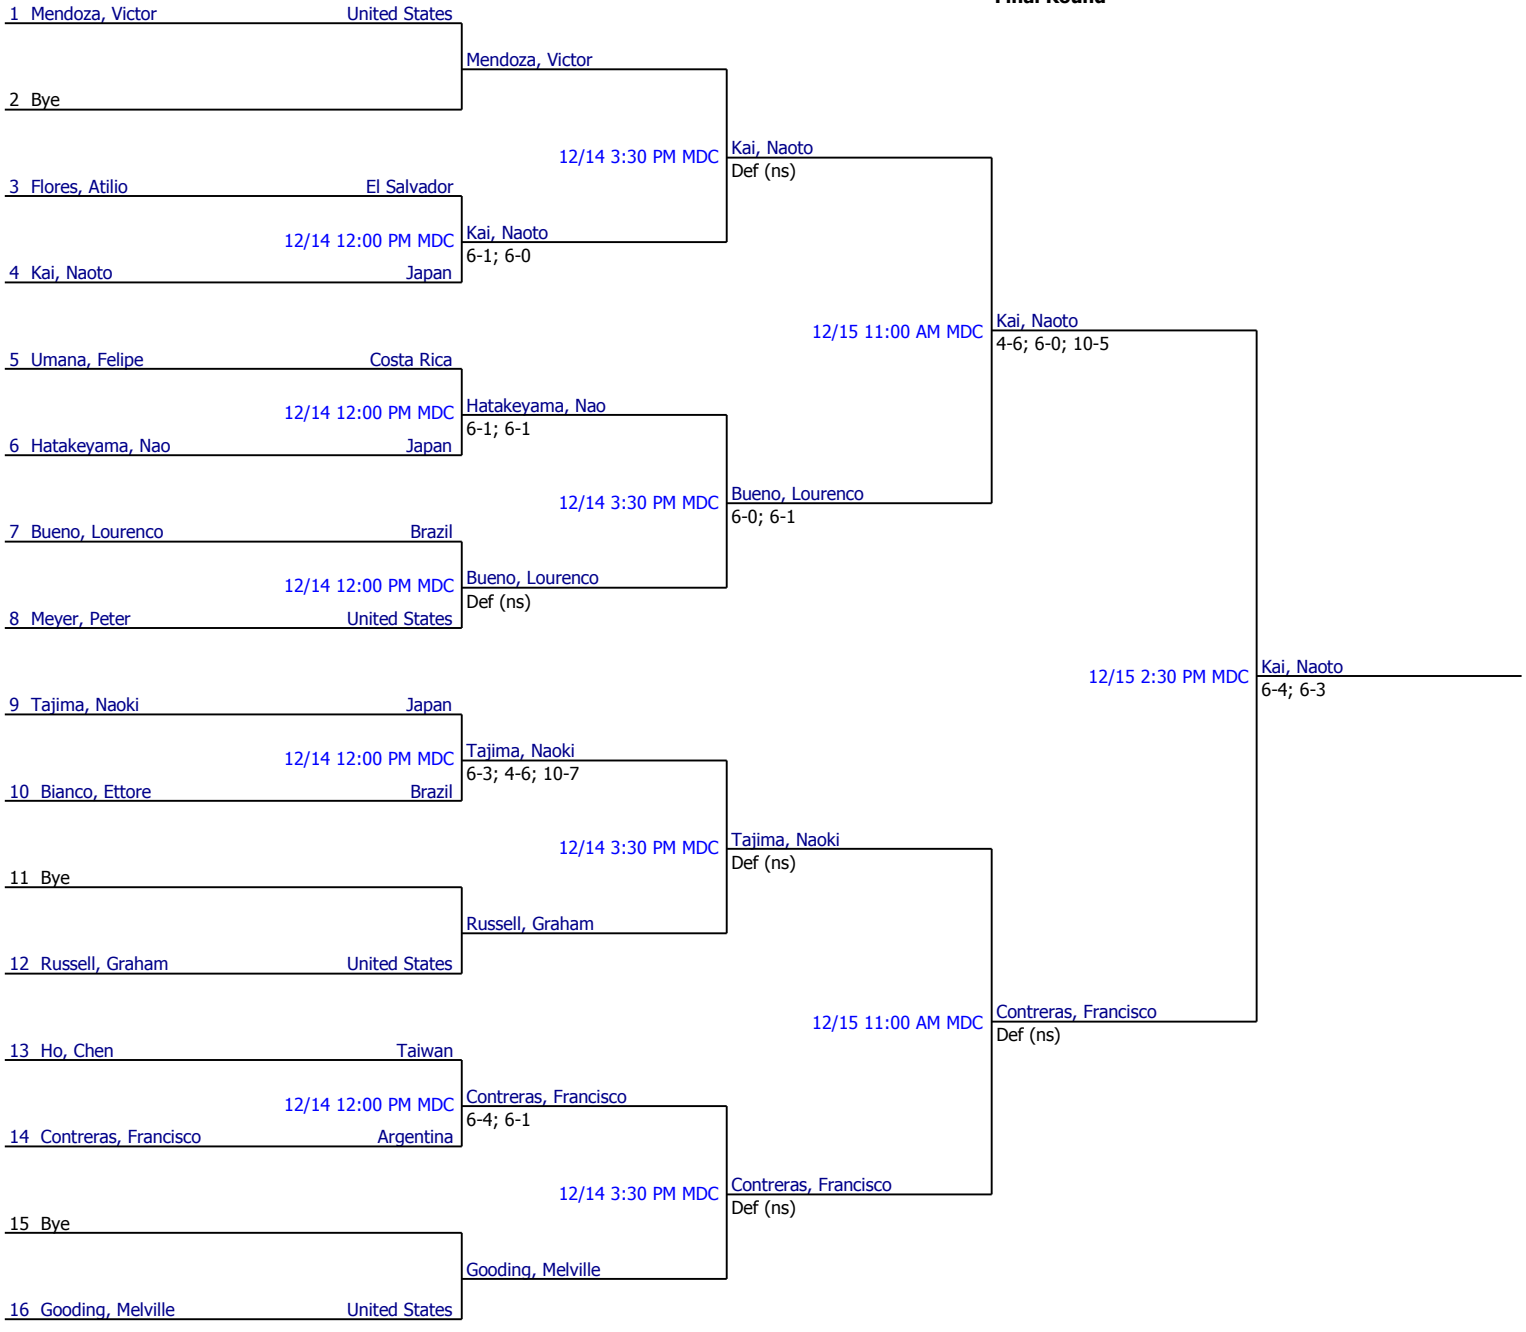 Final Round
1 Mendoza, Victor United States
Mendoza, Victor
2 Bye
12/14 3:30 PM MDC Kai, Naoto
Def (ns)
3 Flores, Atilio El Salvador
12/14 12:00 PM MDC Kai, Naoto
6-1; 6-0
4 Kai, Naoto Japan
12/15 11:00 AM MDC Kai, Naoto
4-6; 6-0; 10-5
5 Umana, Felipe Costa Rica
12/14 12:00 PM MDC Hatakeyama, Nao
6-1; 6-1
6 Hatakeyama, Nao Japan
12/14 3:30 PM MDC Bueno, Lourenco
6-0; 6-1
7 Bueno, Lourenco Brazil
12/14 12:00 PM MDC Bueno, Lourenco
Def (ns)
8 Meyer, Peter United States
12/15 2:30 PM MDC Kai, Naoto
6-4; 6-3
9 Tajima, Naoki Japan
12/14 12:00 PM MDC Tajima, Naoki
6-3; 4-6; 10-7
10 Bianco, Ettore Brazil
12/14 3:30 PM MDC Tajima, Naoki
Def (ns)
11 Bye
Russell, Graham
12 Russell, Graham United States
12/15 11:00 AM MDC Contreras, Francisco
Def (ns)
13 Ho, Chen Taiwan
12/14 12:00 PM MDC Contreras, Francisco
6-4; 6-1
14 Contreras, Francisco Argentina
12/14 3:30 PM MDC Contreras, Francisco
Def (ns)
15 Bye
Gooding, Melville
16 Gooding, Melville United States